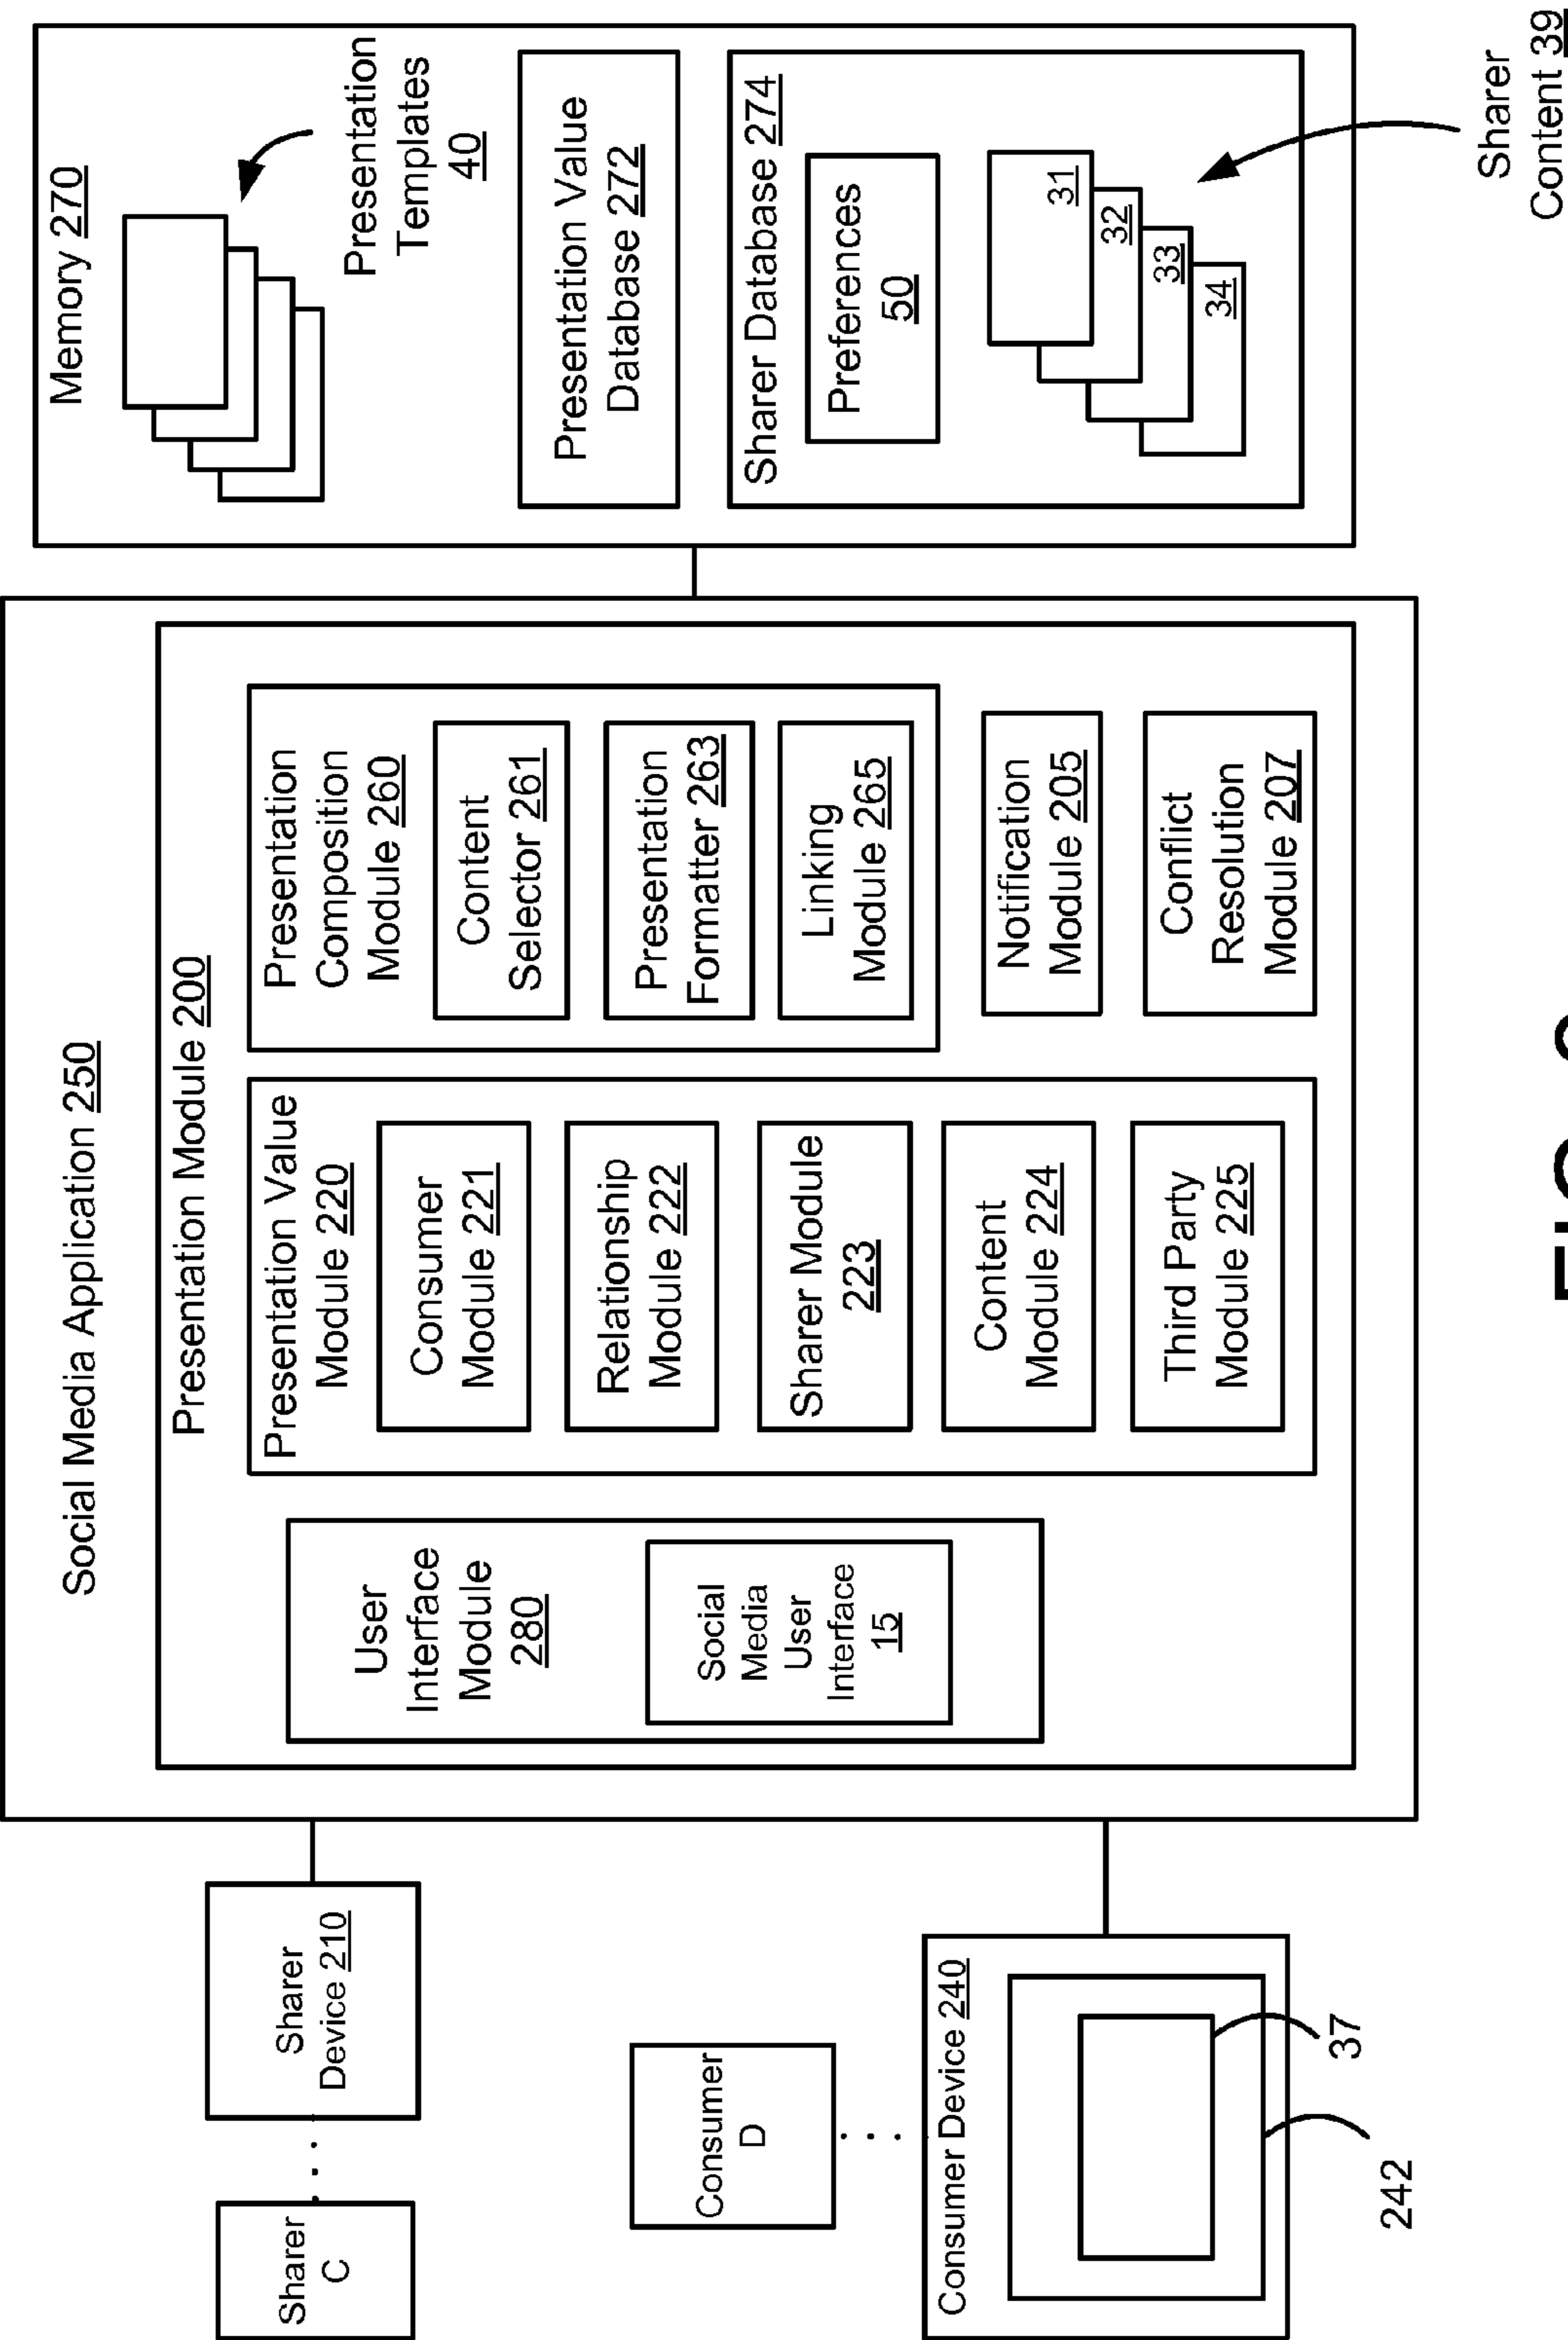 Social Media Application 250
Presentation Module 200
User
Interface
Module
280
Social
Media
User
Interface
15
Presentation Value
Module 220
Consumer
Module 221
Relationship
Module 222
Sharer Module
223
Content
Module 224
Third Party
Module 225
Presentation
Composition
Module 260
Content
Selector 261
Presentation
Formatter 263
Linking
Module 265
Notification
Module 205
Conflict
Resolution
Module 207
Memory 270
Presentation
Templates
40
Presentation Value
Database 272
Sharer Database 274
Preferences
50
31
32
33
34
Sharer
Content 39
Sharer
C
Sharer
Device 210
Consumer
D
Consumer Device 240
37
242